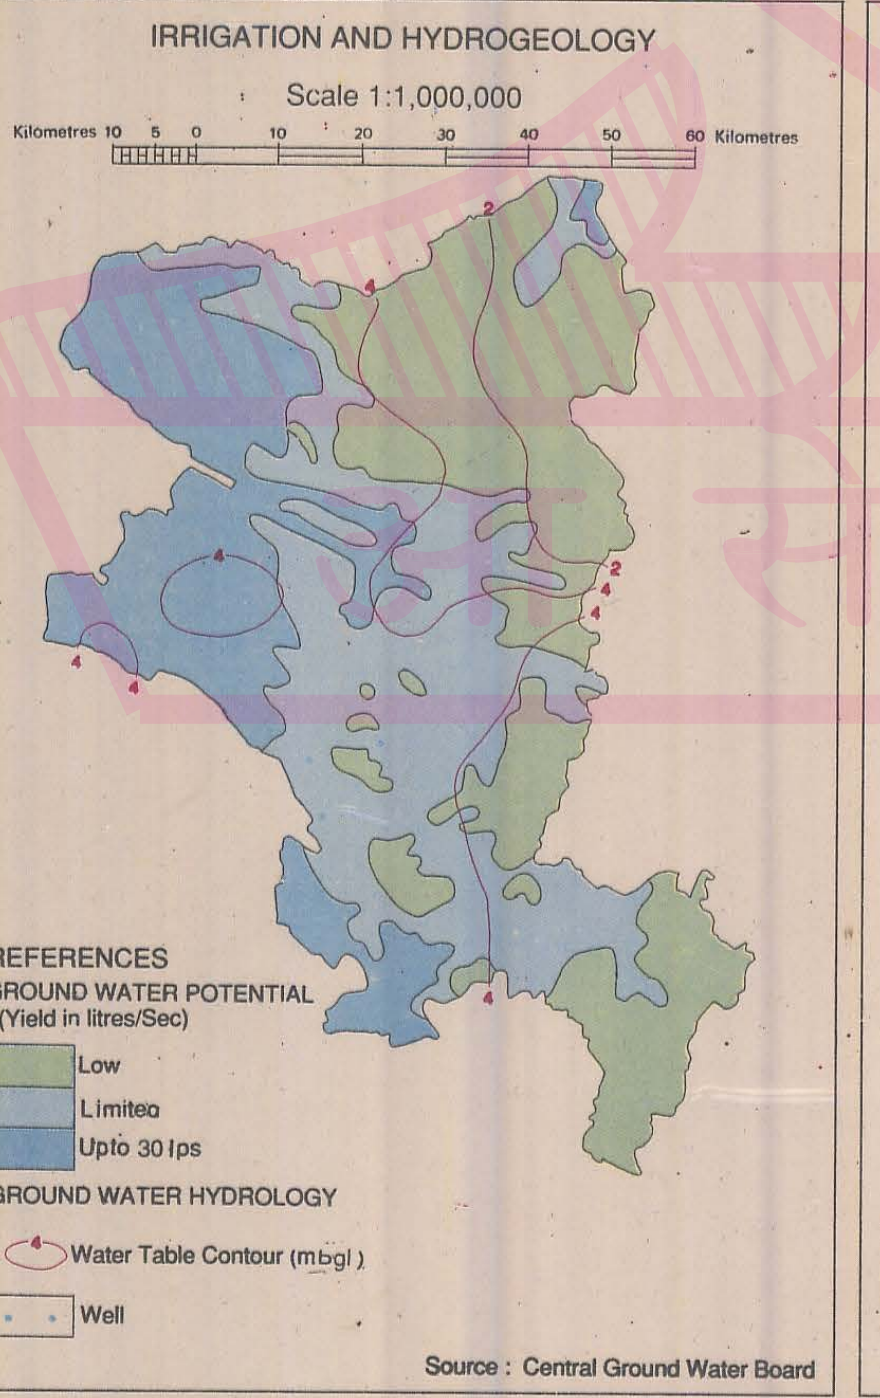 IRRIGATION AND HYDROGEOLOGY
Scale 1:1,000,000
Kilometres 10 5 0 10 20 30 40 50 60 Kilometres
2
4
2
4
4
4
4
4
4
REFERENCES
GROUND WATER POTENTIAL
(Yield in litres/Sec)
Low
Limited
Upto 30 lps
GROUND WATER HYDROLOGY
4 Water Table Contour (mbgl)
Well
Source : Central Ground Water Board